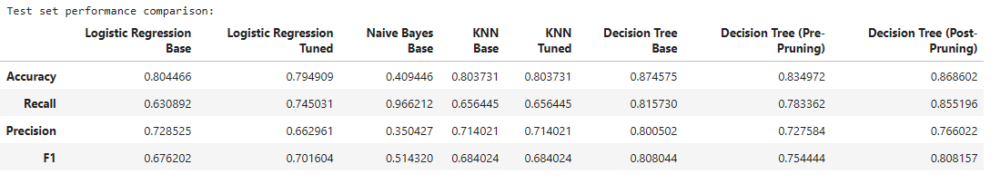 Test set performance comparison:
Logistic Regression Logistic Regression Naive Bayes KNN KNN Decision Tree Decision Tree (Pre- Decision Tree (Post-
Base Tuned Base Base Tuned Base Pruning) Pruning)
Accuracy 0.804466 0.794909 0.409446 0.803731 0.803731 0.874575 0.834972 0.868602
Recall 0.630892 0.745031 0.966212 0.656445 0.656445 0.815730 0.783362 0.855196
Precision 0.728525 0.662961 0.350427 0.714021 0.714021 0.800502 0.727584 0.766022
F1 0.676202 0.701604 0.514320 0.684024 0.684024 0.808044 0.754444 0.808157